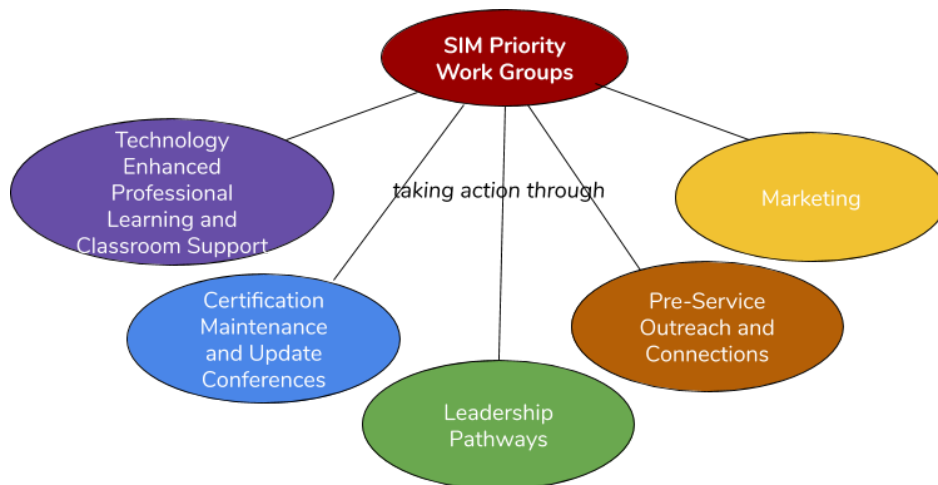 SIM Priority
Work Groups
Technology
Enhanced
Professional
Learning and
Classroom Support
taking action through
Marketing
Certification
Maintenance
and Update
Conferences
Pre-Service
Outreach and
Connections
Leadership
Pathways